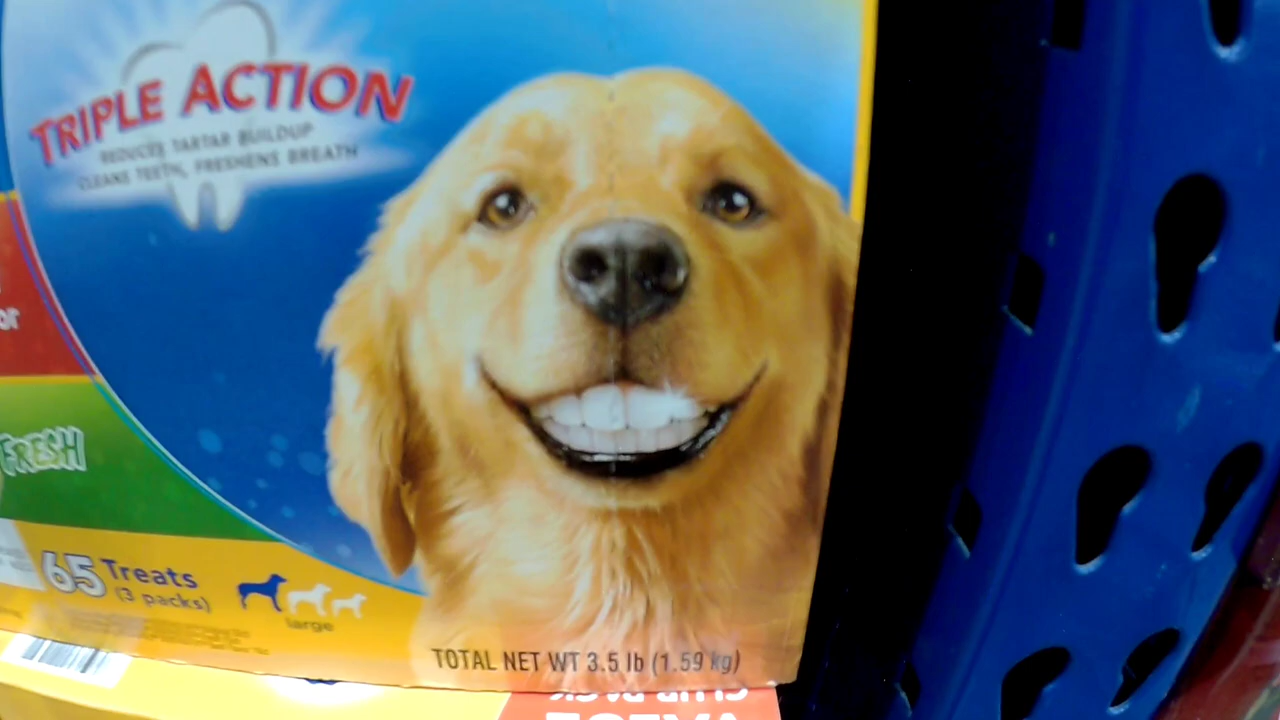 TRIPLE ACTION
REDUCES TARTAR BUILDUP
CLEANS TEETH, FRESHENS BREATH
or
FRESH
65 Treats
(3 packs)
large
TOTAL NET WT 3.5 lb (1.59 kg)